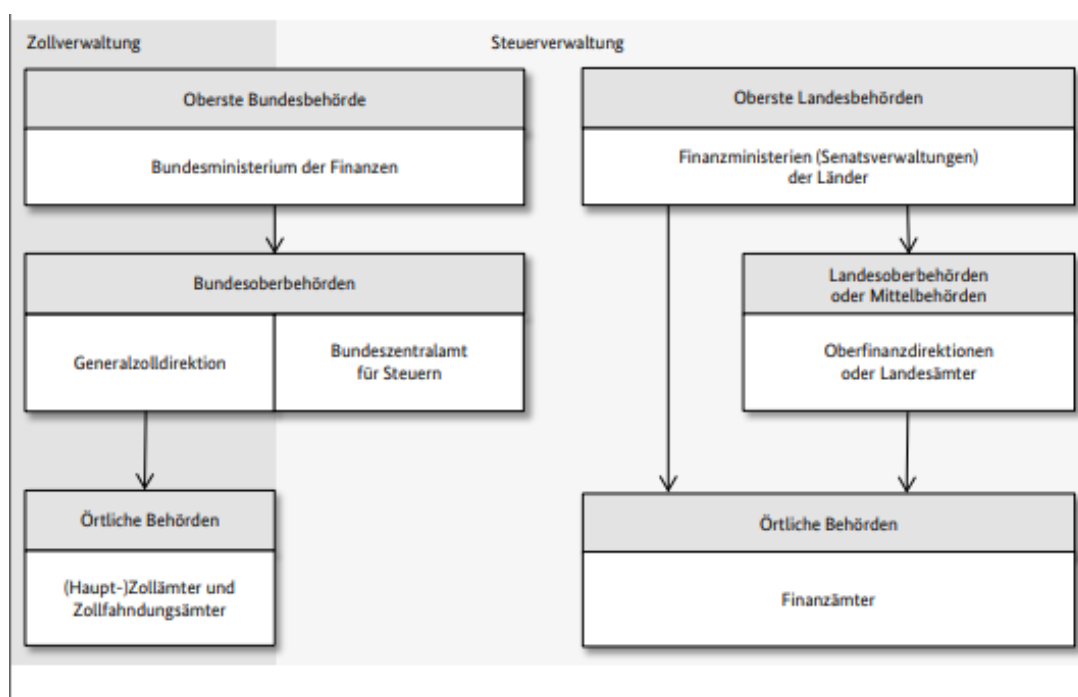 Zollverwaltung
Steuerverwaltung
Oberste Bundesbehörde
Bundesministerium der Finanzen
Oberste Landesbehörden
Finanzministerien (Senatsverwaltungen)
der Länder
Bundesoberbehörden
Generalzolldirektion
Bundeszentralamt
für Steuern
Landesoberbehörden
oder Mittelbehörden
Oberfinanzdirektionen
oder Landesämter
Örtliche Behörden
(Haupt-)Zollämter und
Zollfahndungsämter
Örtliche Behörden
Finanzämter